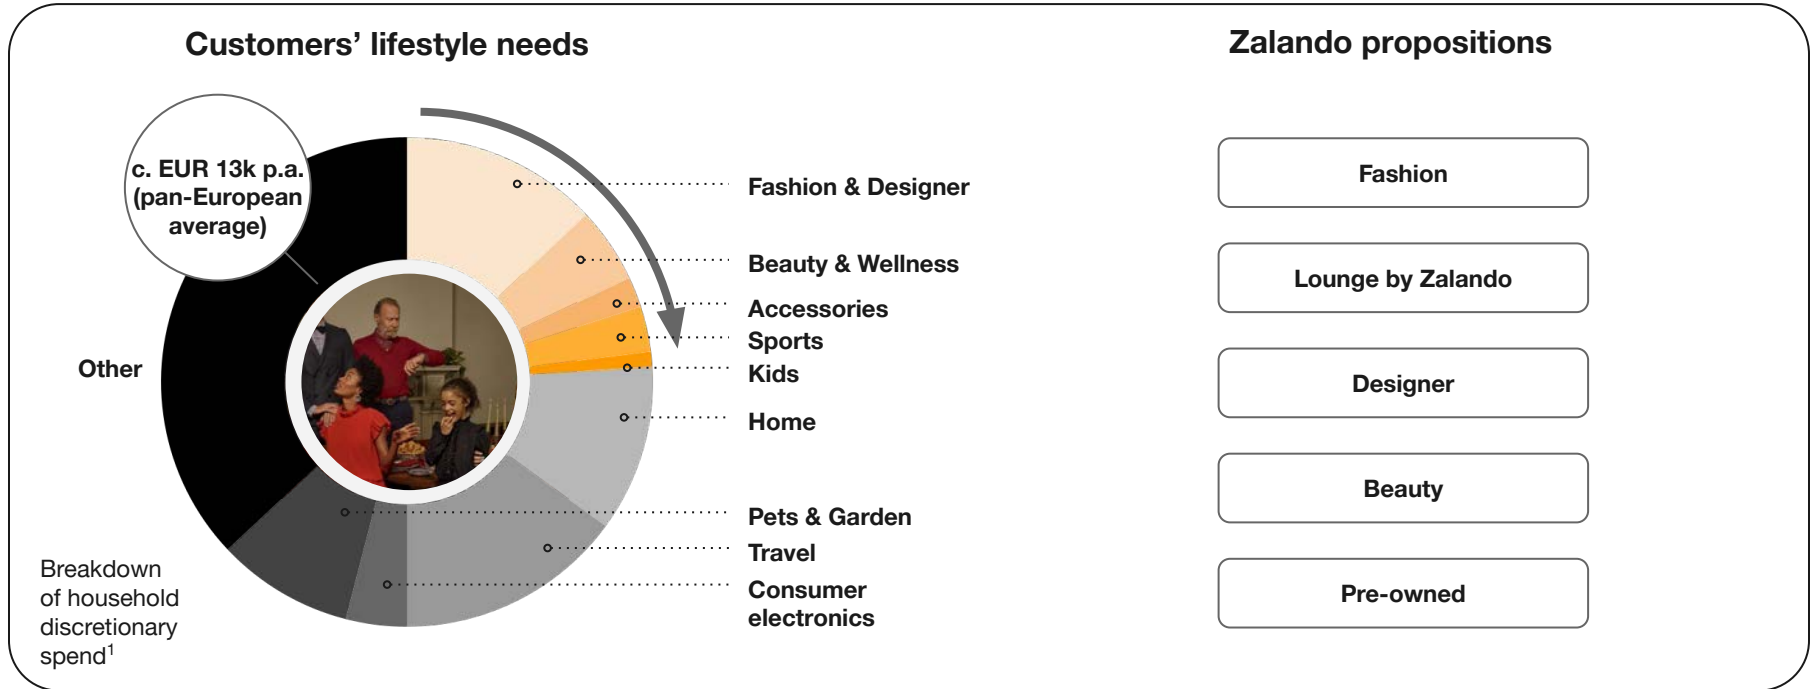 Customers’ lifestyle needs
c. EUR 13k p.a.
(pan-European
average)
Other
Breakdown
of household
discretionary
spend1
Fashion & Designer
Beauty & Wellness
Accessories
Sports
Kids
Home
Pets & Garden
Travel
Consumer
electronics
Zalando propositions
Fashion
Lounge by Zalando
Designer
Beauty
Pre-owned